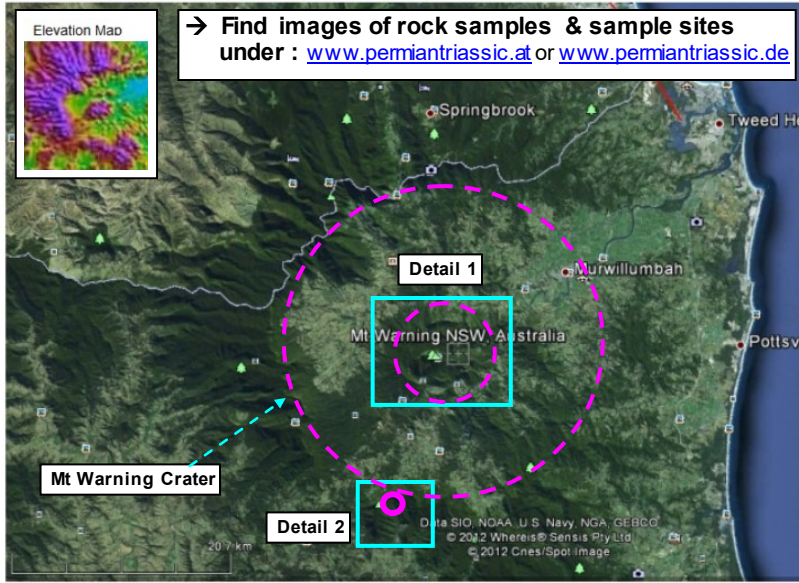 Elevation Map
→ Find images of rock samples & sample sites
under : www.permiantriassic.at or www.permiantriassic.de
Springbrook
Tweed He
Detail 1
Murwillumbah
Mt Warning NSW, Australia
Pottsv
Mt Warning Crater
Detail 2
Data SIO, NOAA, U.S. Navy, NGA, GEBCO
© 2012 Whereis® Sensis Pty Ltd
© 2012 Cnes/Spot Image
20.7 km